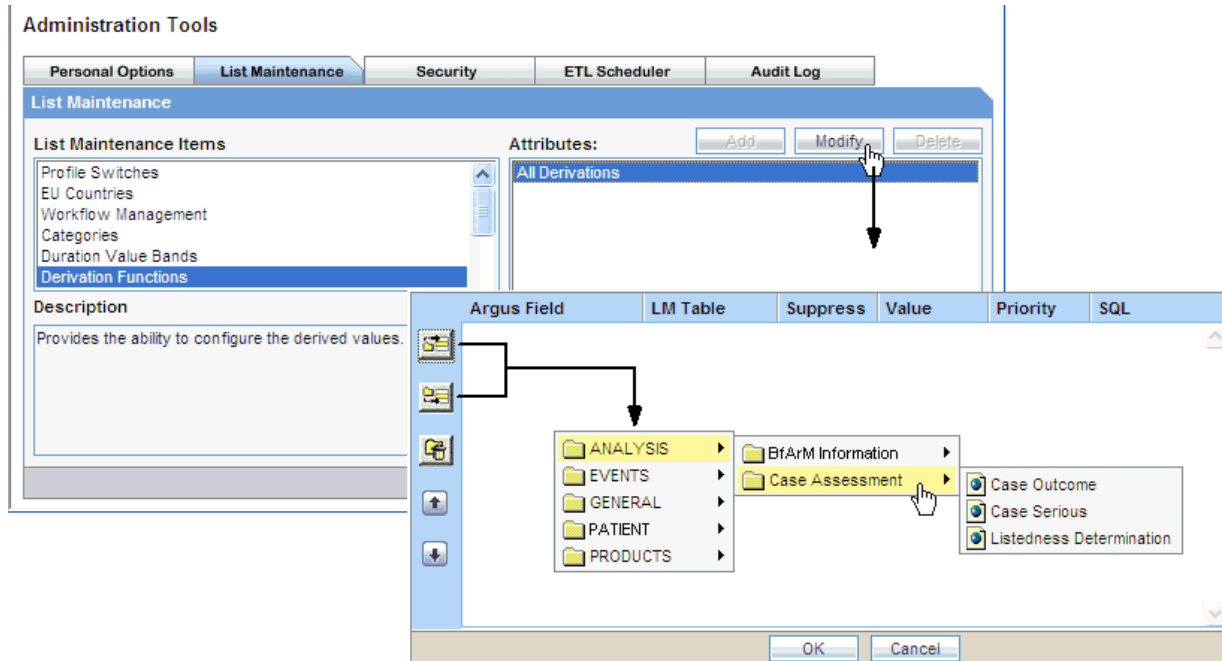 Administration Tools
Personal Options List Maintenance Security ETL Scheduler Audit Log
List Maintenance
List Maintenance Items Attributes: Add Modify Delete
Profile Switches
EU Countries
Workflow Management
Categories
Duration Value Bands
Derivation Functions
All Derivations
Description
Provides the ability to configure the derived values.
Argus Field LM Table Suppress Value Priority SQL
ANALYSIS
EVENTS
GENERAL
PATIENT
PRODUCTS
BfArM Information
Case Assessment
Case Outcome
Case Serious
Listedness Determination
OK Cancel